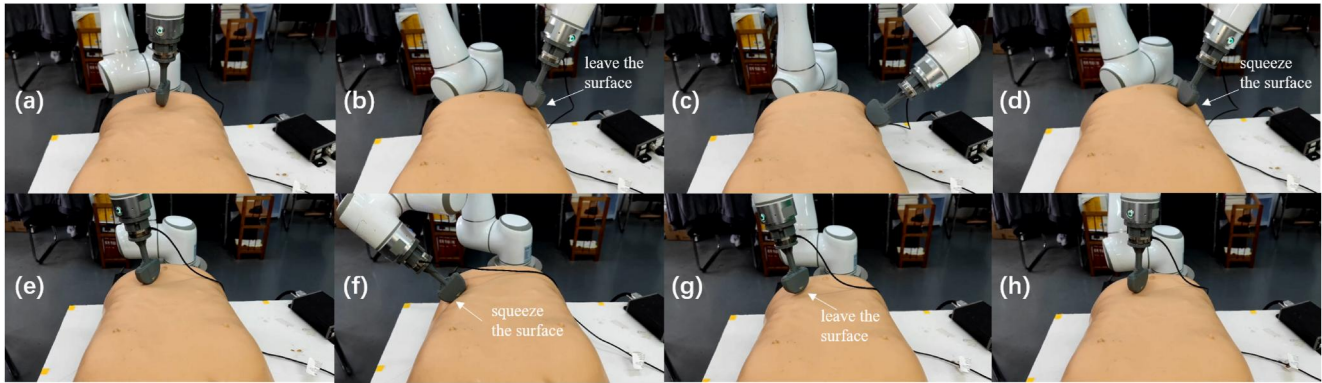 (a)
(b)
leave the
surface
(c)
(d)
squeeze
the surface
(e)
(f)
squeeze
the surface
(g)
leave the
surface
(h)